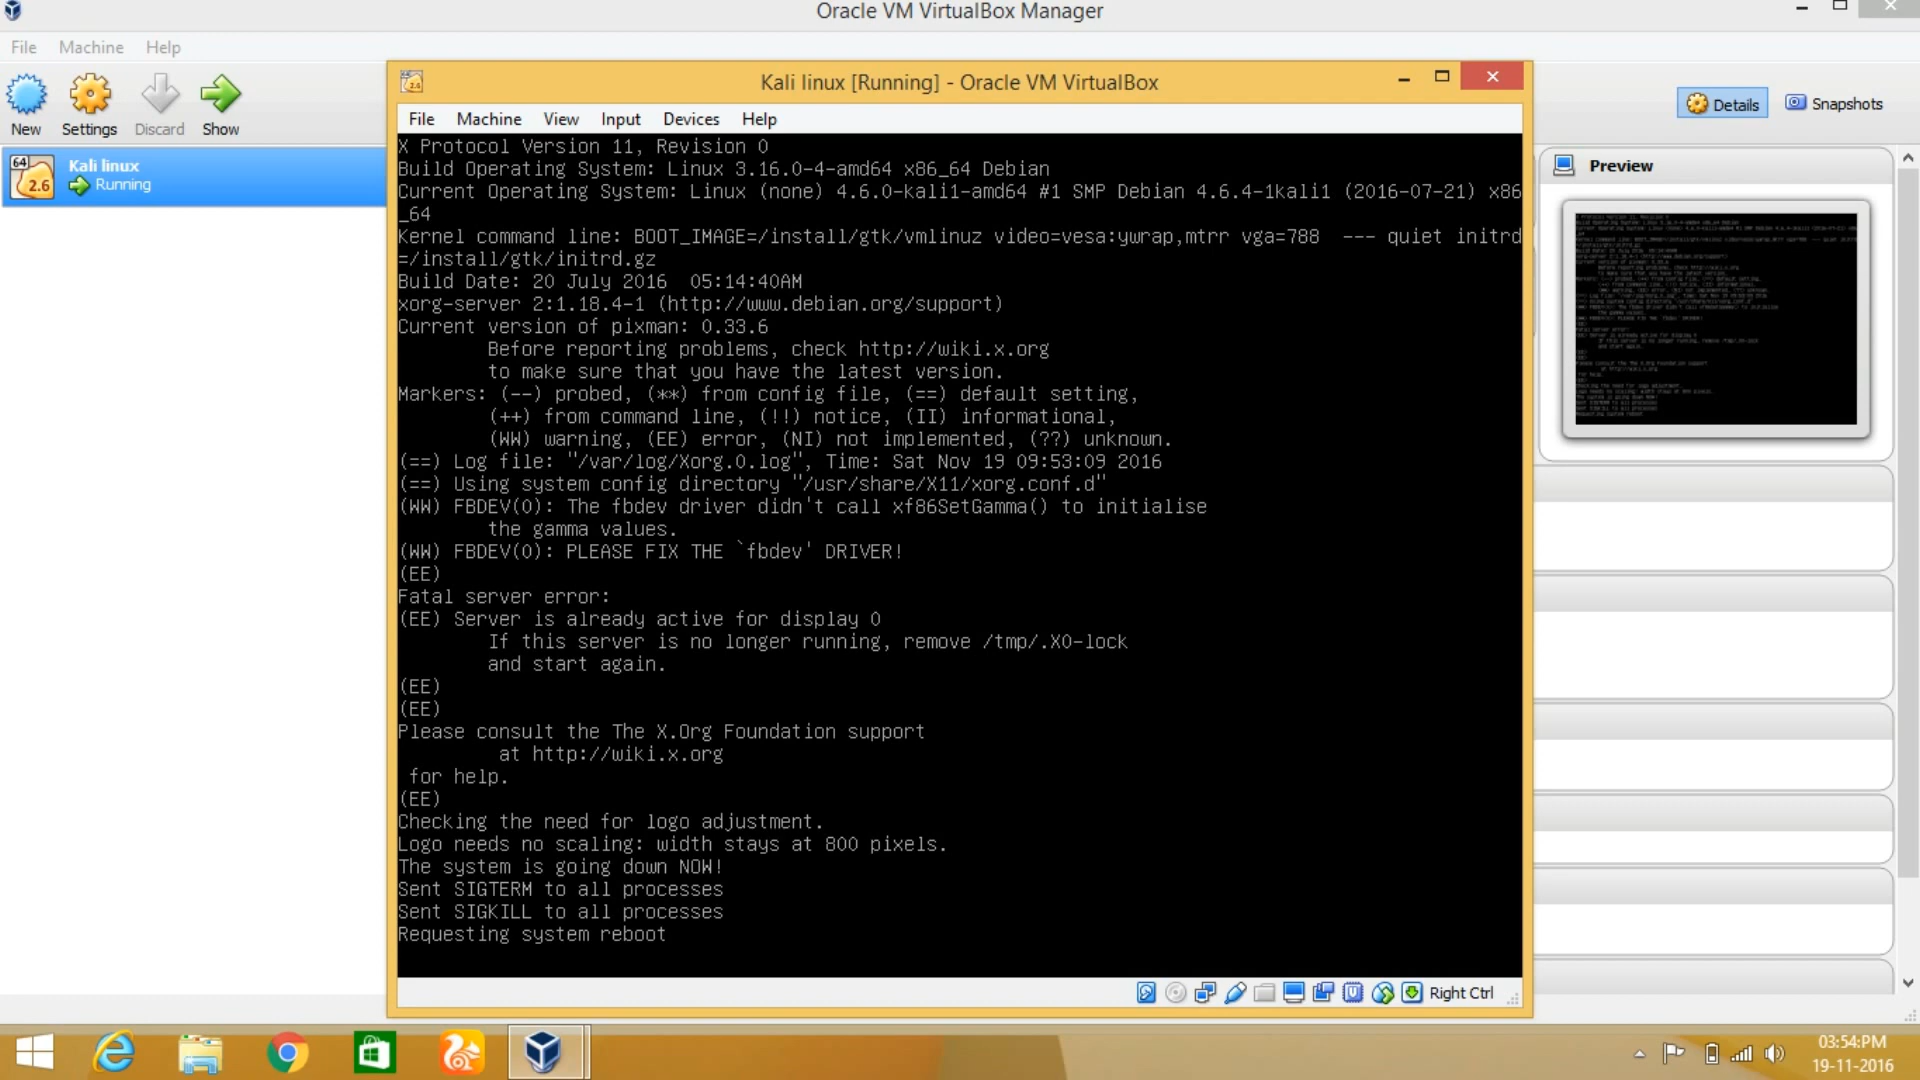 Oracle VM VirtualBox Manager
File Machine Help
New Settings Discard Show
Details Snapshots
64
2.6
Kali linux
Running
Kali linux [Running] - Oracle VM VirtualBox
File Machine View Input Devices Help
X Protocol Version 11, Revision 0
Build Operating System: Linux 3.16.0-4-amd64 x86_64 Debian
Current Operating System: Linux (none) 4.6.0-kali1-amd64 #1 SMP Debian 4.6.4-1kali1 (2016-07-21) x86
_64
Kernel command line: BOOT_IMAGE=/install/gtk/vmlinuz video=vesa:ywrap,mtrr vga=788  --- quiet initrd
=/install/gtk/initrd.gz
Build Date: 20 July 2016  05:14:40AM
xorg-server 2:1.18.4-1 (http://www.debian.org/support)
Current version of pixman: 0.33.6
Before reporting problems, check http://wiki.x.org
to make sure that you have the latest version.
Markers: (--) probed, (**) from config file, (==) default setting,
(++) from command line, (!!) notice, (II) informational,
(WW) warning, (EE) error, (NI) not implemented, (??) unknown.
(==) Log file: "/var/log/Xorg.0.log", Time: Sat Nov 19 09:53:09 2016
(==) Using system config directory "/usr/share/X11/xorg.conf.d"
(WW) FBDEV(0): The fbdev driver didn't call xf86SetGamma() to initialise
the gamma values.
(WW) FBDEV(0): PLEASE FIX THE `fbdev' DRIVER!
(EE)
Fatal server error:
(EE) Server is already active for display 0
If this server is no longer running, remove /tmp/.X0-lock
and start again.
(EE)
(EE)
Please consult the The X.Org Foundation support
at http://wiki.x.org
for help.
(EE)
Checking the need for logo adjustment.
Logo needs no scaling: width stays at 800 pixels.
The system is going down NOW!
Sent SIGTERM to all processes
Sent SIGKILL to all processes
Requesting system reboot
Right Ctrl
Preview
03:54:PM
19-11-2016